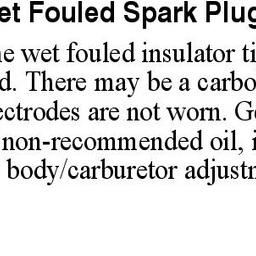 et Fouled Spark Plug
e wet fouled insulator ti
d. There may be a carbo
ectrodes are not worn. Ge
non-recommended oil, i
body/carburetor adjustm